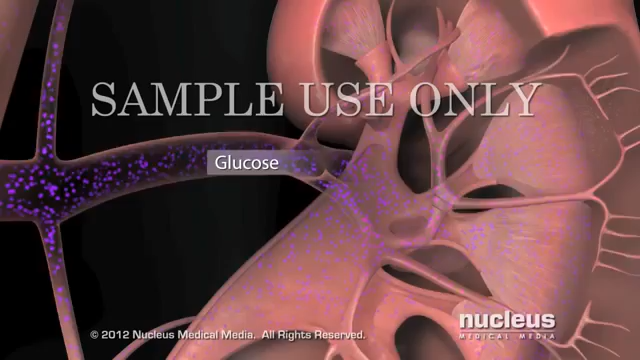 SAMPLE USE ONLY
Glucose
© 2012 Nucleus Medical Media. All Rights Reserved.
nucleus
MEDICAL MEDIA